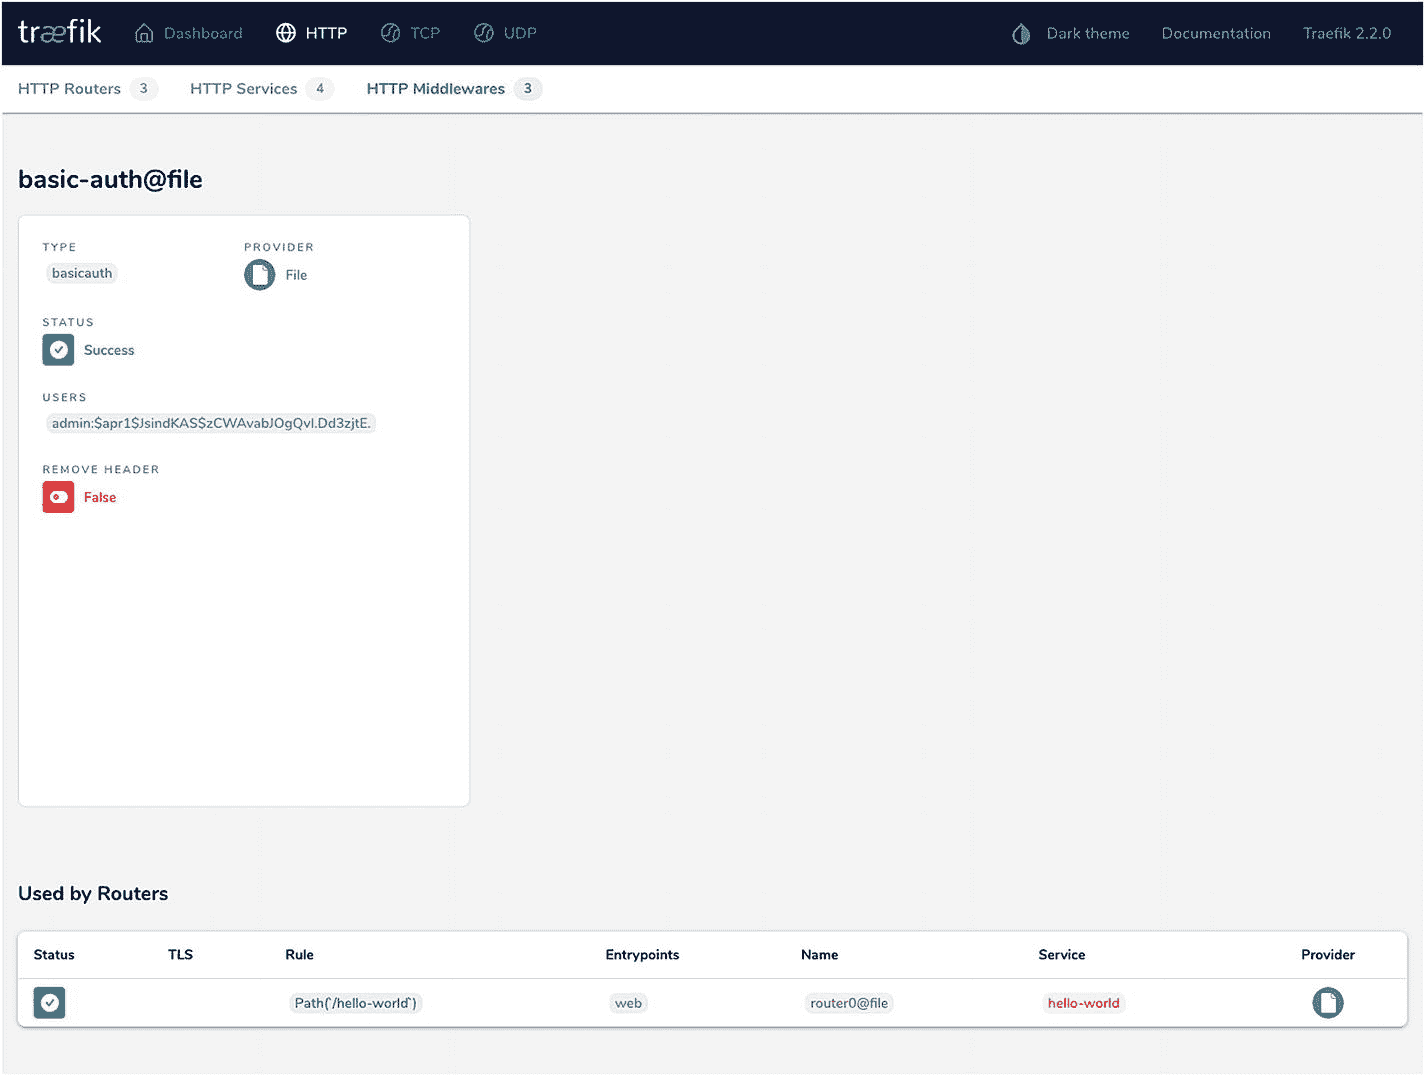 træfik Dashboard HTTP TCP UDP Dark theme Documentation Traefik 2.2.0
HTTP Routers 3 HTTP Services 4 HTTP Middlewares 3
basic-auth@file
TYPE PROVIDER
basicauth File
STATUS
Success
USERS
admin:$apr1$JsindKAS$zCWAvabJOgQvI.Dd3zjtE.
REMOVE HEADER
False
Used by Routers
Status TLS Rule Entrypoints Name Service Provider
Path(`/hello-world`) web router0@file hello-world